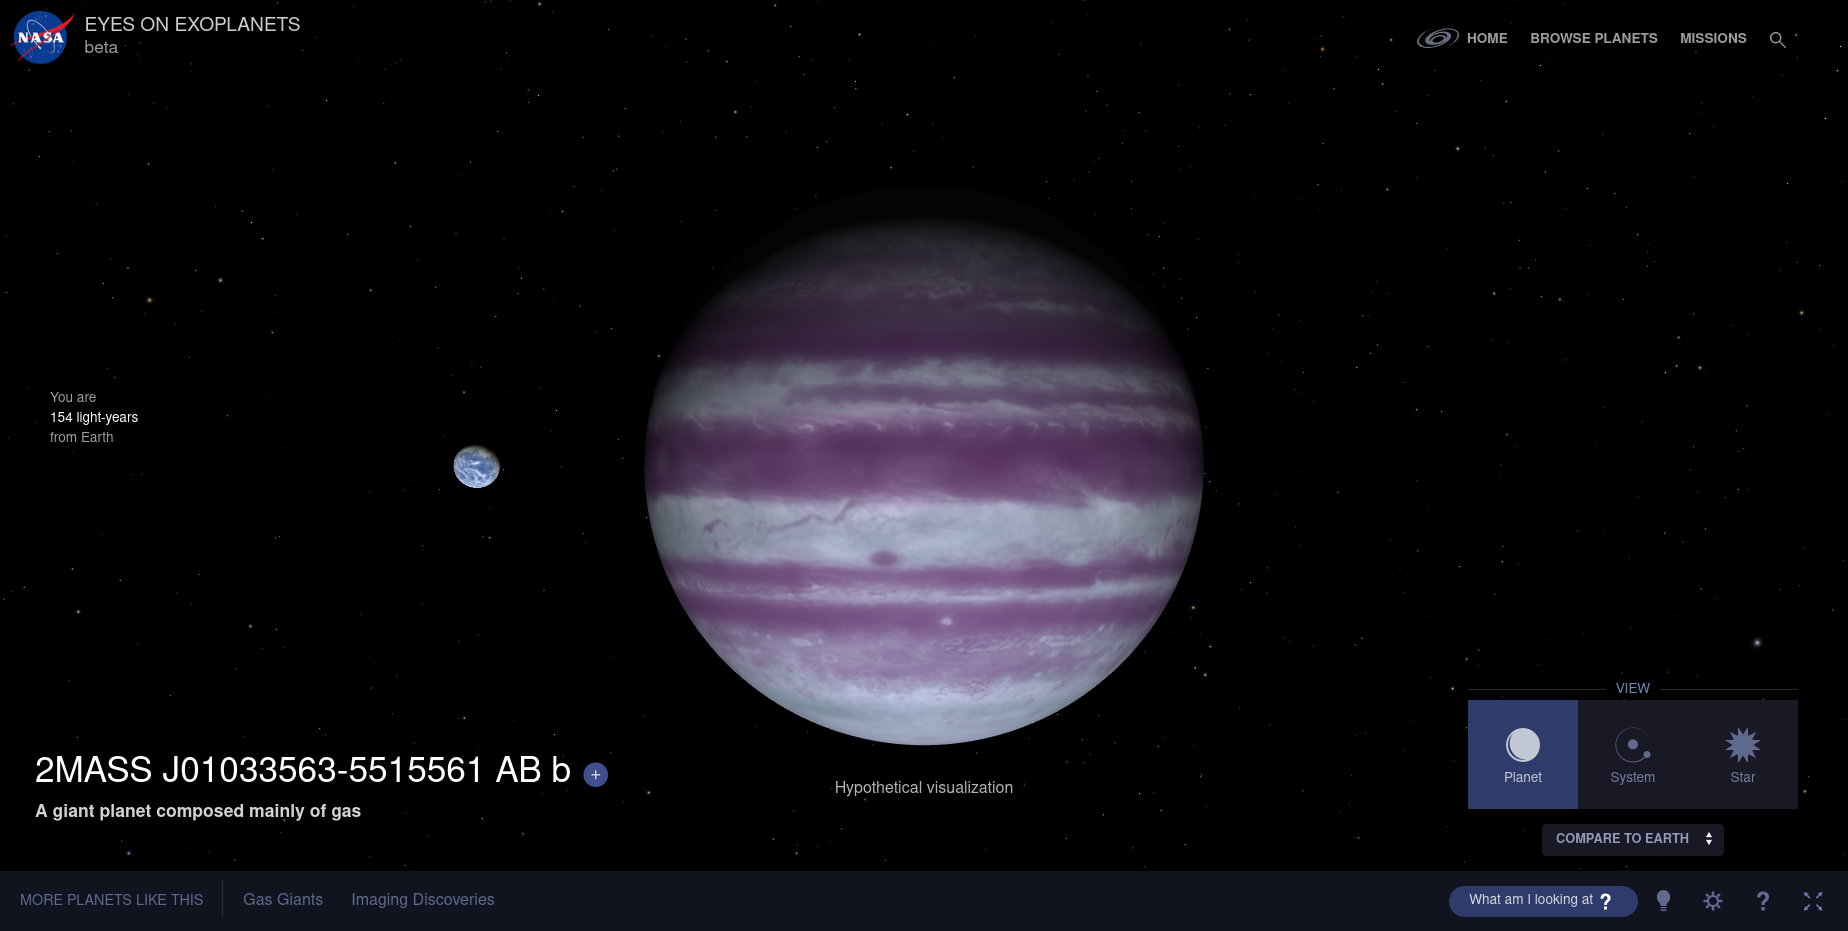 NASA
EYES ON EXOPLANETS
beta
HOME
BROWSE PLANETS
MISSIONS
You are
154 light-years
from Earth
2MASS J01033563-5515561 AB b
A giant planet composed mainly of gas
Hypothetical visualization
VIEW
Planet
System
Star
COMPARE TO EARTH
MORE PLANETS LIKE THIS
Gas Giants
Imaging Discoveries
What am I looking at ?
?